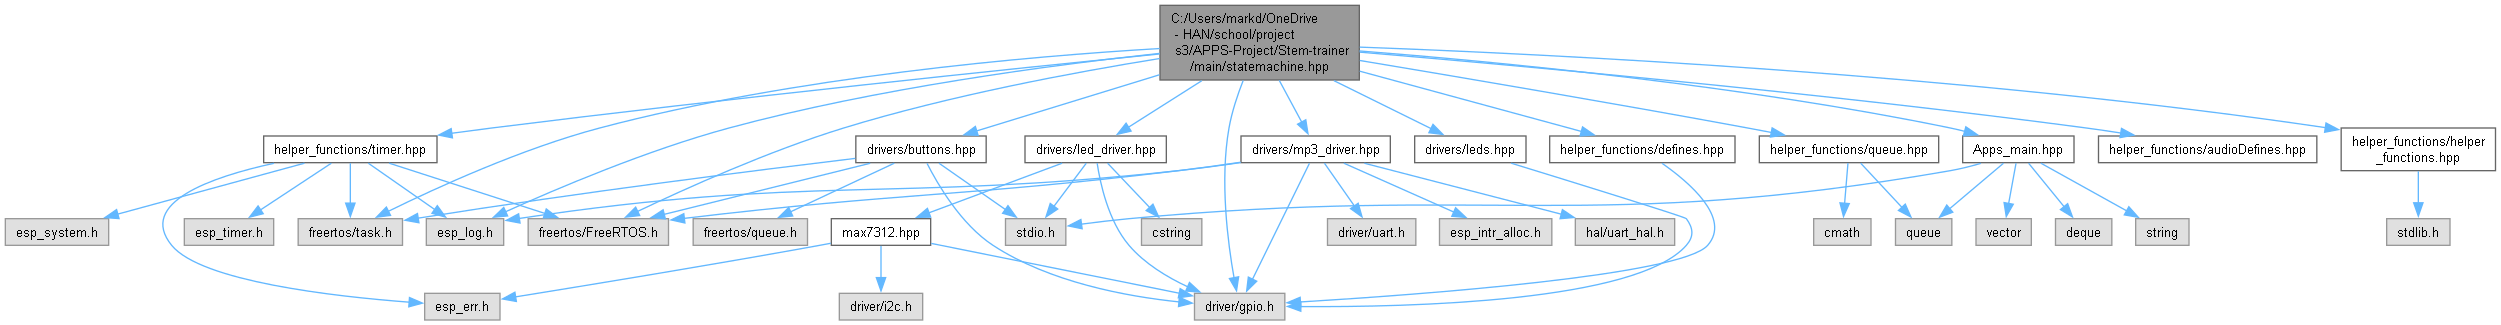 C:/Users/markd/OneDrive
- HAN/school/project
s3/APPS-Project/Stem-trainer
/main/statemachine.hpp
helper_functions/timer.hpp
drivers/buttons.hpp
drivers/led_driver.hpp
drivers/mp3_driver.hpp
drivers/leds.hpp
helper_functions/defines.hpp
helper_functions/queue.hpp
Apps_main.hpp
helper_functions/audioDefines.hpp
helper_functions/helper
_functions.hpp
esp_system.h
esp_timer.h
freertos/task.h
esp_log.h
freertos/FreeRTOS.h
freertos/queue.h
max7312.hpp
stdio.h
cstring
driver/uart.h
esp_intr_alloc.h
hal/uart_hal.h
cmath
queue
vector
deque
string
stdlib.h
esp_err.h
driver/i2c.h
driver/gpio.h